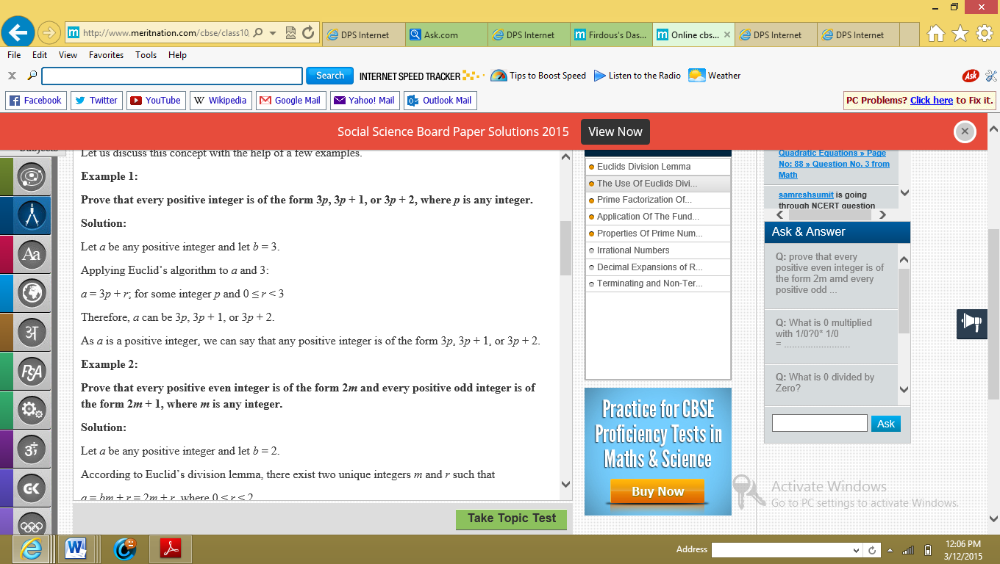 http://www.meritnation.com/cbse/class10,
DPS Internet
Ask.com
DPS Internet
Firdous's Das...
Online cbs...
DPS Internet
DPS Internet
File Edit View Favorites Tools Help
Search
INTERNET SPEED TRACKER
Tips to Boost Speed
Listen to the Radio
Weather
Ask
Facebook
Twitter
YouTube
W Wikipedia
Google Mail
Yahoo! Mail
Outlook Mail
PC Problems? Click here to Fix it.
Social Science Board Paper Solutions 2015
View Now
Subjects
Aa
अ
FSA
ॐ
GK
Let us discuss this concept with the help of a few examples.
Example 1:
Prove that every positive integer is of the form 3p, 3p + 1, or 3p + 2, where p is any integer.
Solution:
Let a be any positive integer and let b = 3.
Applying Euclid’s algorithm to a and 3:
a = 3p + r; for some integer p and 0 ≤ r < 3
Therefore, a can be 3p, 3p + 1, or 3p + 2.
As a is a positive integer, we can say that any positive integer is of the form 3p, 3p + 1, or 3p + 2.
Example 2:
Prove that every positive even integer is of the form 2m and every positive odd integer is of
the form 2m + 1, where m is any integer.
Solution:
Let a be any positive integer and let b = 2.
According to Euclid’s division lemma, there exist two unique integers m and r such that
a = bm + r = 2m + r, where 0 ≤ r < 2
Take Topic Test
Euclids Division Lemma
The Use Of Euclids Divi...
Prime Factorization Of...
Application Of The Fund...
Properties Of Prime Num...
Irrational Numbers
Decimal Expansions of R...
Terminating and Non-Ter...
Practice for CBSE
Proficiency Tests in
Maths & Science
Buy Now
Quadratic Equations » Page
No: 88 » Question No. 3 from
Math
samreshsumit is going
through NCERT question
Ask & Answer
Q: prove that every
positive even integer is of
the form 2m amd every
positive odd ...
Q: What is 0 multiplied
with 1/0?0* 1/0
= ........................
Q: What is 0 divided by
Zero?
Ask
Activate Windows
Go to PC settings to activate Windows.
Address
12:06 PM
3/12/2015